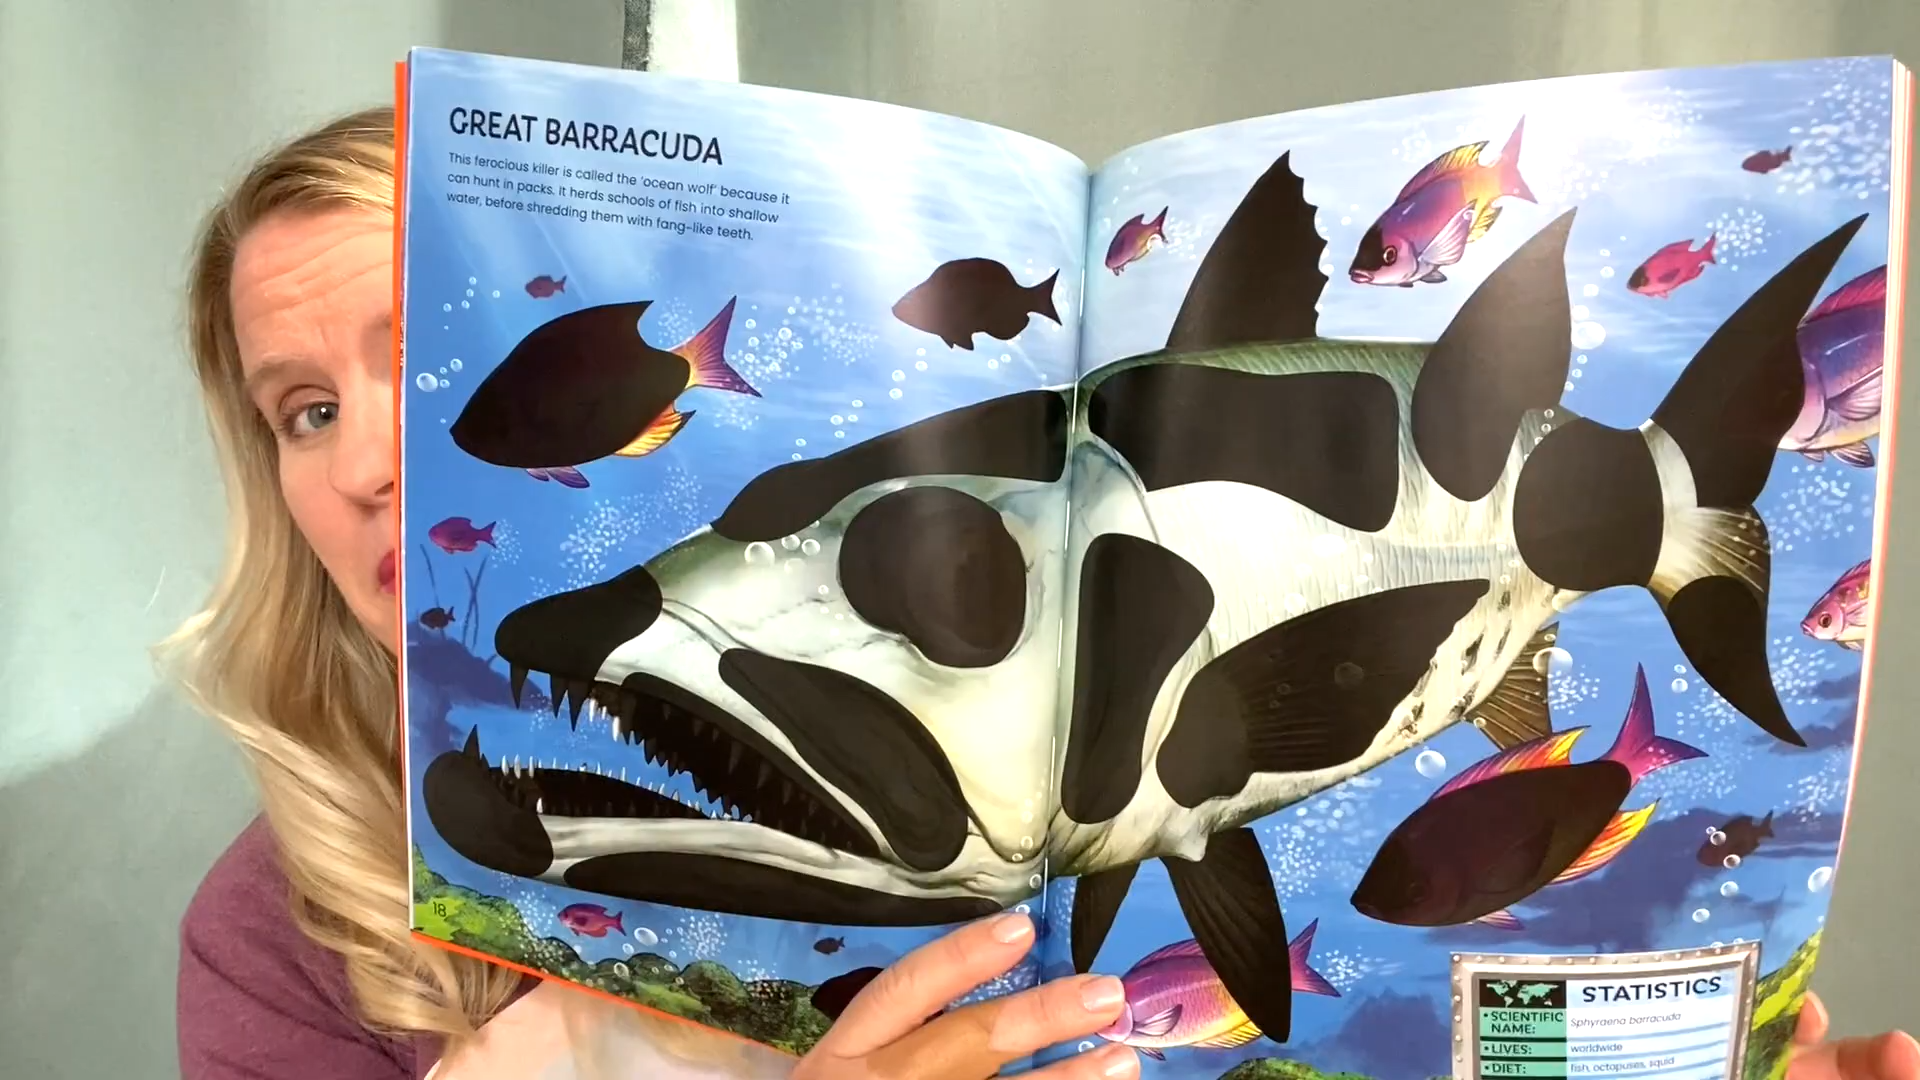 GREAT BARRACUDA
This ferocious killer is called the 'ocean wolf' because it
can hunt in packs. It herds schools of fish into shallow
water, before shredding them with fang-like teeth.
18
STATISTICS
• SCIENTIFIC NAME: Sphyraena barracuda
• LIVES: worldwide
• DIET: fish, octopuses, squid